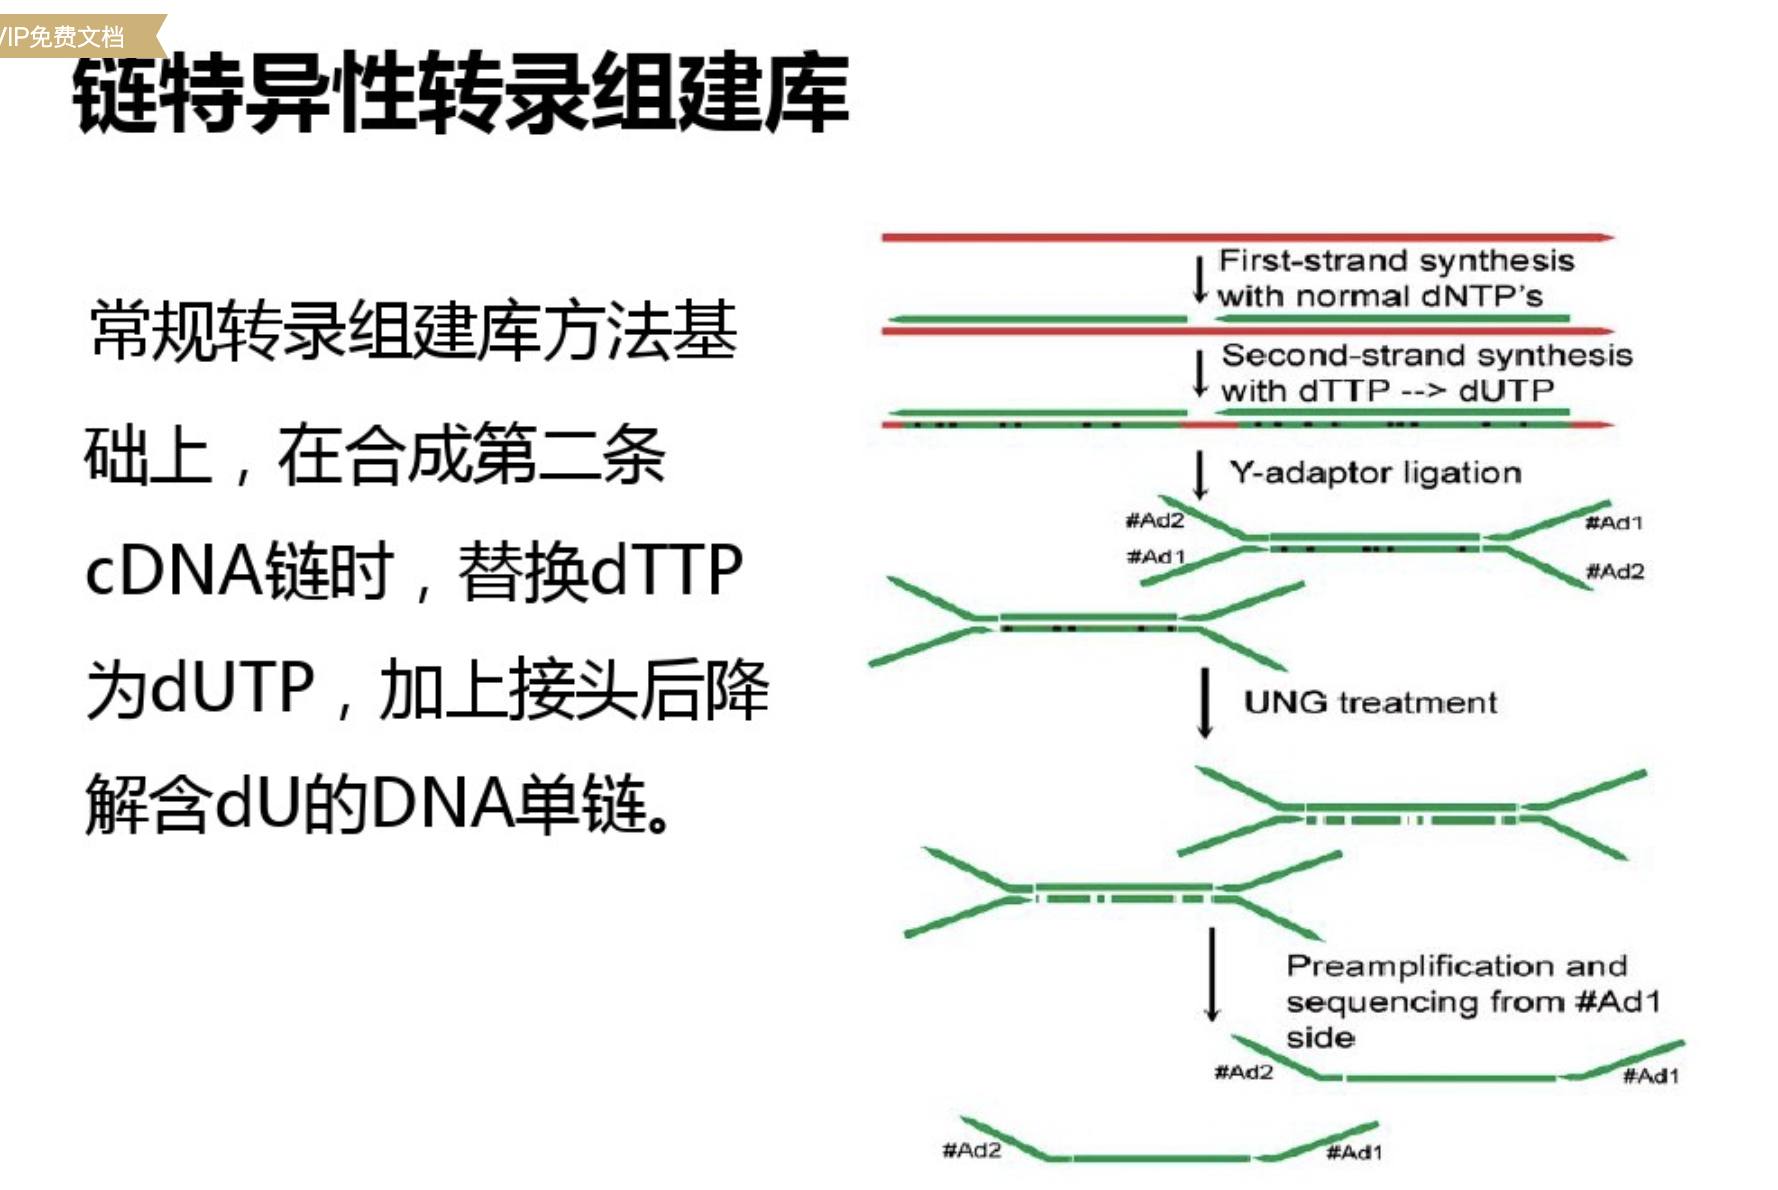 VIP免费文档
链特异性转录组建库
常规转录组建库方法基
础上，在合成第二条
cDNA链时，替换dTTP
为dUTP，加上接头后降
解含dU的DNA单链。
First-strand synthesis
with normal dNTP's
Second-strand synthesis
with dTTP --> dUTP
Y-adaptor ligation
#Ad2
#Ad1
#Ad1
#Ad2
UNG treatment
Preamplification and
sequencing from #Ad1
side
#Ad2
#Ad1
#Ad2
#Ad1